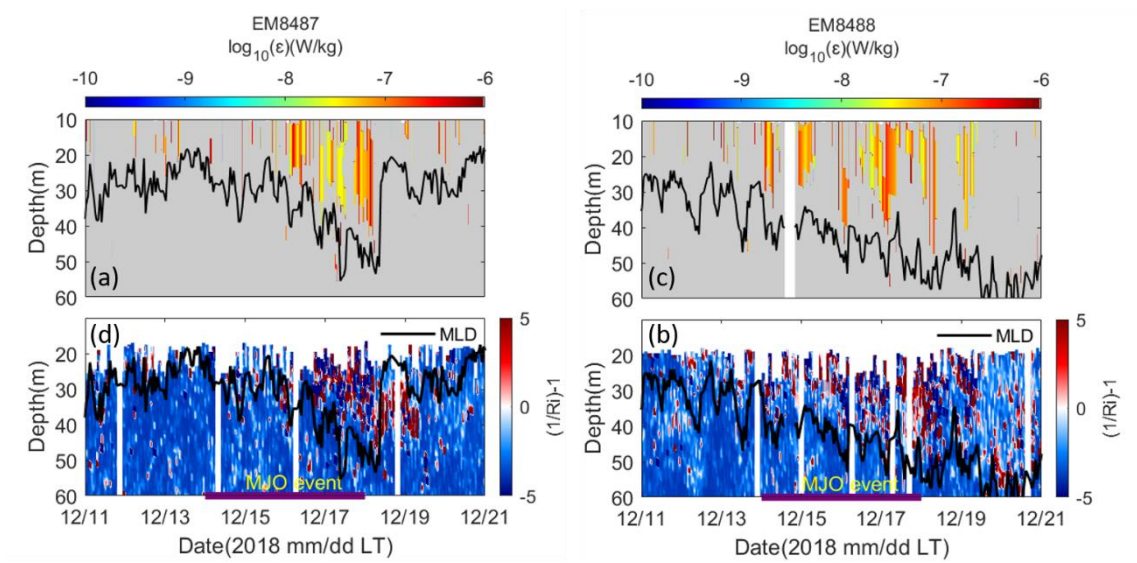 EM8487
log10(ε)(W/kg)
-10 -9 -8 -7 -6
10
20
30
40
50
60
Depth(m)
(a)
EM8488
log10(ε)(W/kg)
-10 -9 -8 -7 -6
10
20
30
40
50
60
Depth(m)
(c)
(d)
MLD
20
30
40
50
60
Depth(m)
MJO event
5
0
-5
(1/Ri)-1
12/11 12/13 12/15 12/17 12/19 12/21
Date(2018 mm/dd LT)
(b)
MLD
20
30
40
50
60
Depth(m)
MJO event
5
0
-5
(1/Ri)-1
12/11 12/13 12/15 12/17 12/19 12/21
Date(2018 mm/dd LT)